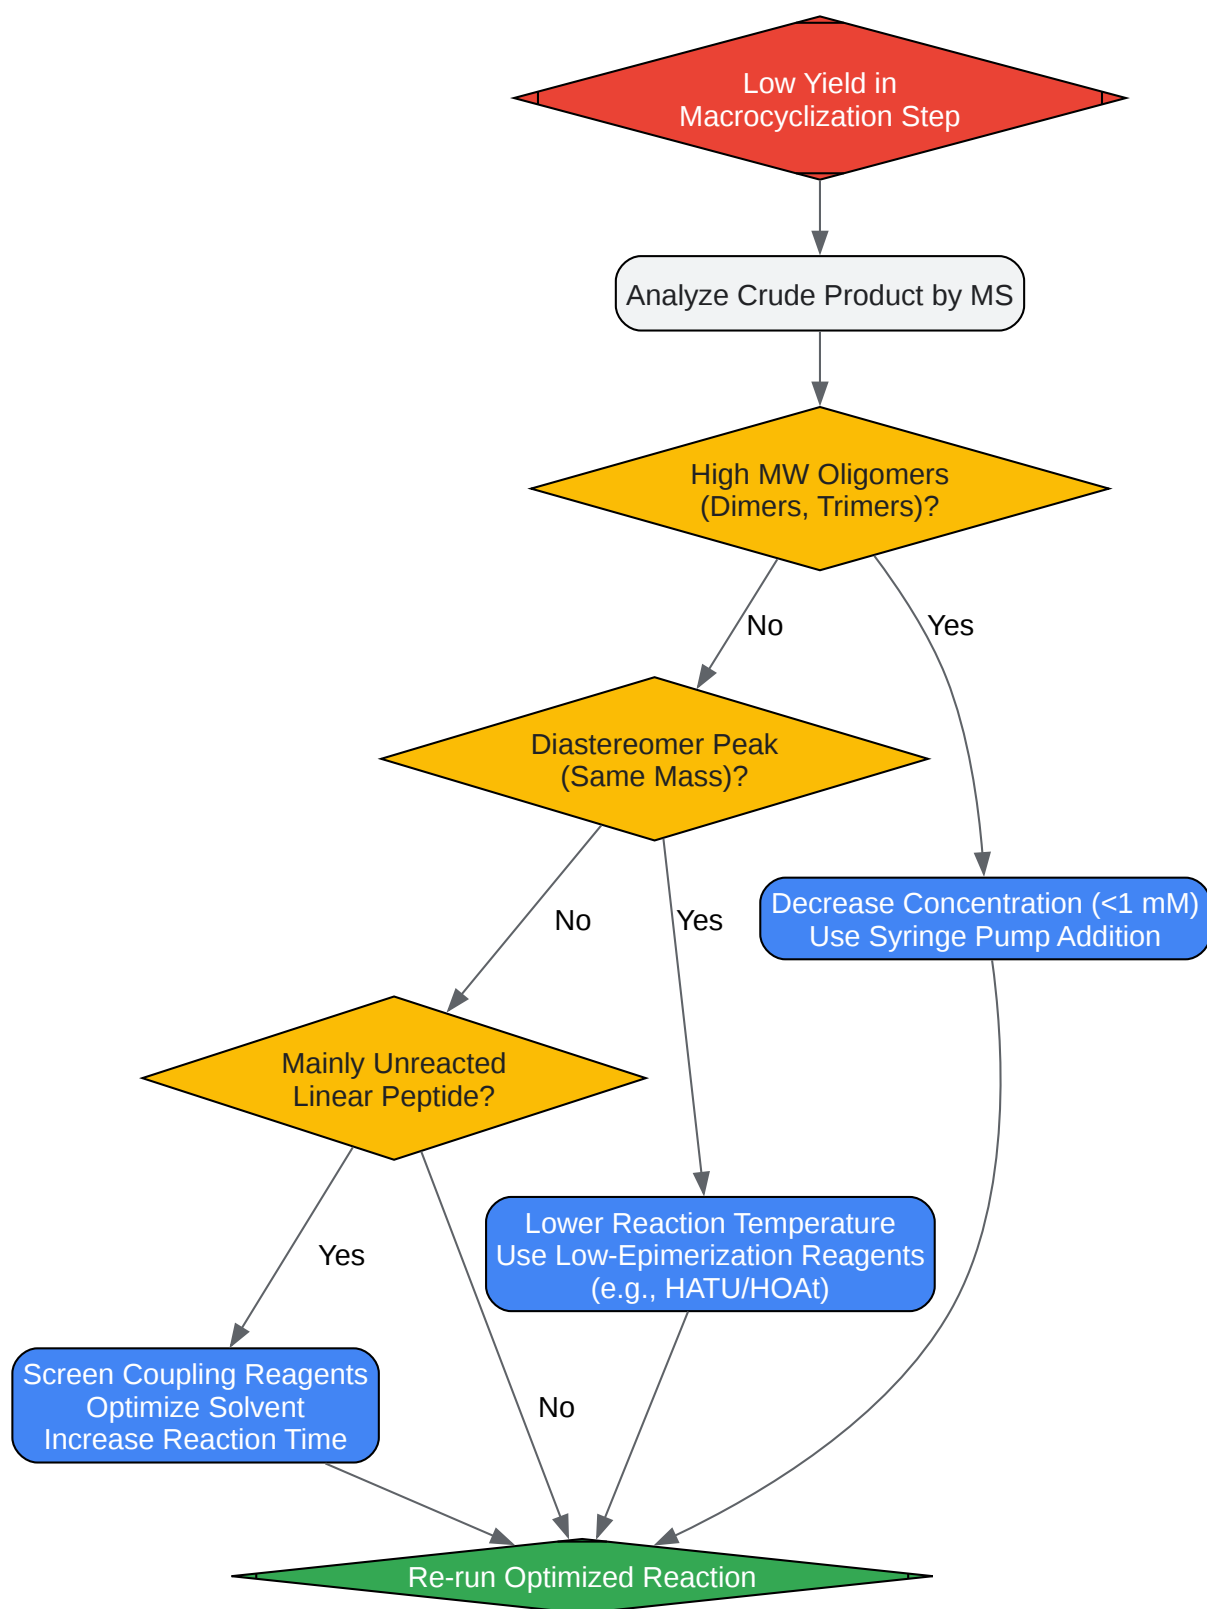 Low Yield in
Macrocyclization Step
Analyze Crude Product by MS
High MW Oligomers
(Dimers, Trimers)?
No
Yes
Diastereomer Peak
(Same Mass)?
Decrease Concentration (<1 mM)
Use Syringe Pump Addition
No
Yes
Mainly Unreacted
Linear Peptide?
Lower Reaction Temperature
Use Low-Epimerization Reagents
(e.g., HATU/HOAt)
Yes
No
Screen Coupling Reagents
Optimize Solvent
Increase Reaction Time
Re-run Optimized Reaction